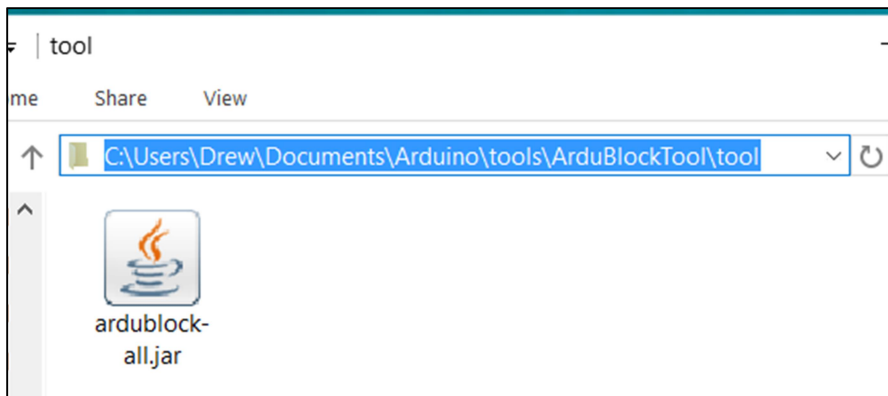 tool
me Share View
C:\Users\Drew\Documents\Arduino\tools\ArduBlockTool\tool
ardublock-
all.jar